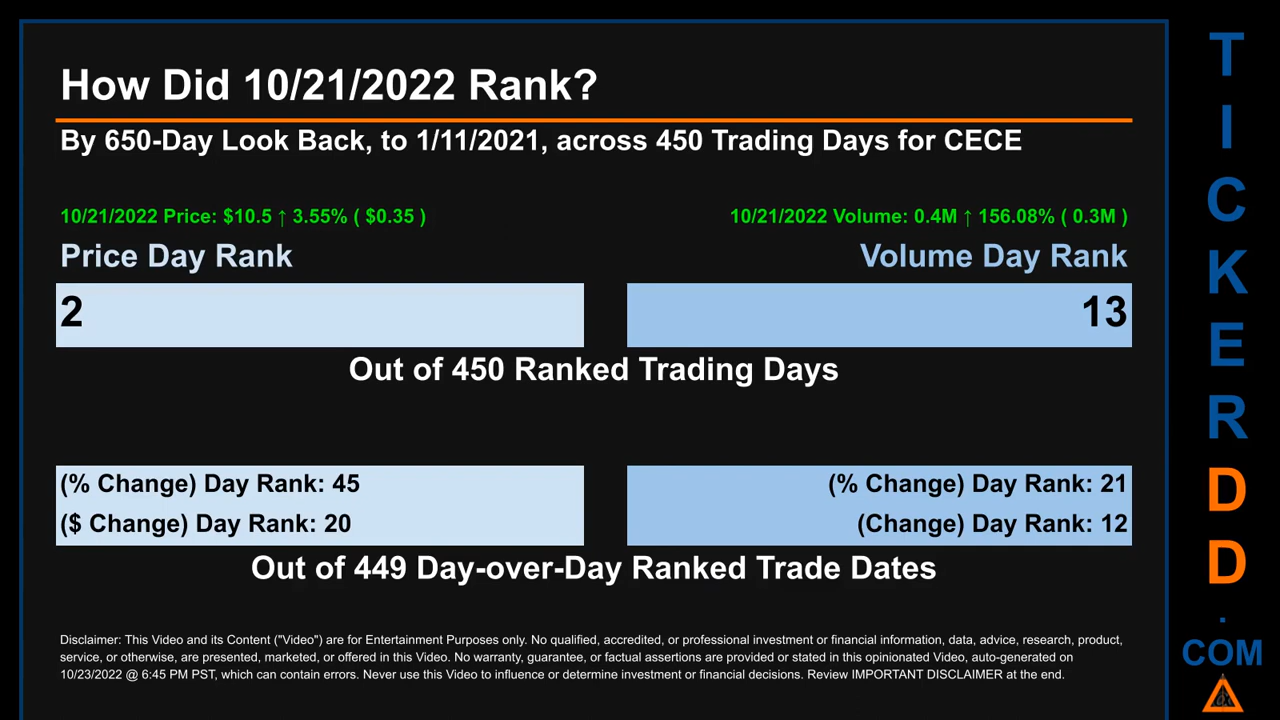 How Did 10/21/2022 Rank?
By 650-Day Look Back, to 1/11/2021, across 450 Trading Days for CECE
10/21/2022 Price: $10.5 ↑ 3.55% ( $0.35 )
10/21/2022 Volume: 0.4M ↑ 156.08% ( 0.3M )
Price Day Rank
Volume Day Rank
2
13
Out of 450 Ranked Trading Days
(% Change) Day Rank: 45
($ Change) Day Rank: 20
(% Change) Day Rank: 21
(Change) Day Rank: 12
Out of 449 Day-over-Day Ranked Trade Dates
Disclaimer: This Video and its Content ("Video") are for Entertainment Purposes only. No qualified, accredited, or professional investment or financial information, data, advice, research, product,
service, or otherwise, are presented, marketed, or offered in this Video. No warranty, guarantee, or factual assertions are provided or stated in this opinionated Video, auto-generated on
10/23/2022 @ 6:45 PM PST, which can contain errors. Never use this Video to influence or determine investment or financial decisions. Review IMPORTANT DISCLAIMER at the end.
T
I
C
K
E
R
D
D
.
COM